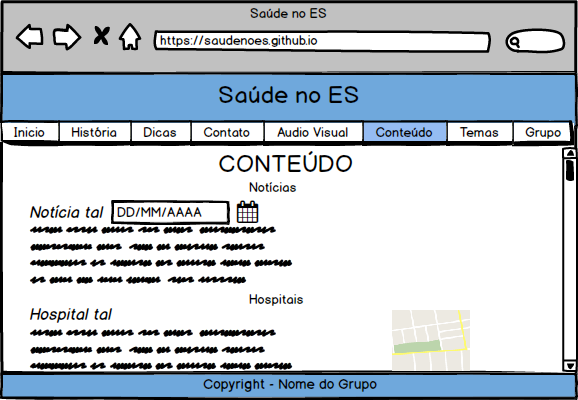 Saúde no ES
https://saudenoes.github.io
Saúde no ES
Inicio História Dicas Contato Audio Visual Conteúdo Temas Grupo
CONTEÚDO
Notícias
Notícia tal DD/MM/AAAA
Hospitais
Hospital tal
Copyright - Nome do Grupo